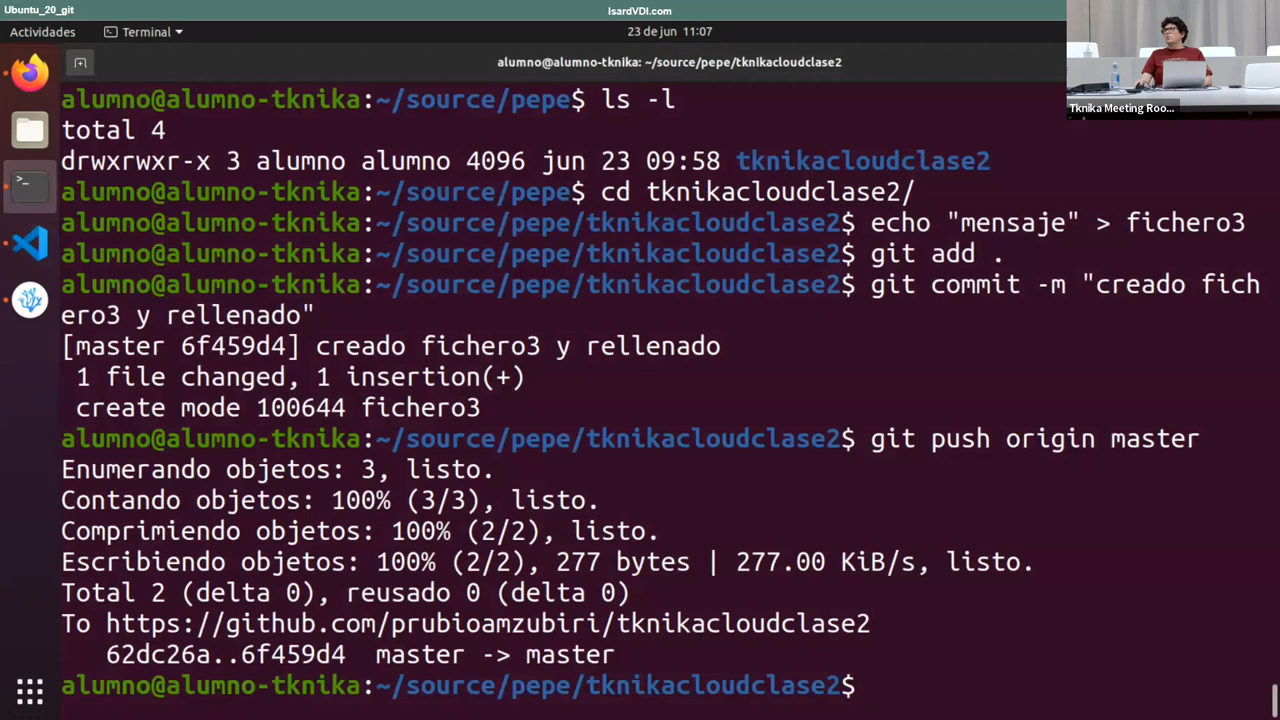 Ubuntu_20_git
IsardVDI.com
Actividades
Terminal
23 de jun 11:07
alumno@alumno-tknika: ~/source/pepe/tknikacloudclase2
Tknika Meeting Roo...
alumno@alumno-tknika:~/source/pepe$ ls -l
total 4
drwxrwxr-x 3 alumno alumno 4096 jun 23 09:58 tknikacloudclase2
alumno@alumno-tknika:~/source/pepe$ cd tknikacloudclase2/
alumno@alumno-tknika:~/source/pepe/tknikacloudclase2$ echo "mensaje" > fichero3
alumno@alumno-tknika:~/source/pepe/tknikacloudclase2$ git add .
alumno@alumno-tknika:~/source/pepe/tknikacloudclase2$ git commit -m "creado fich
ero3 y rellenado"
[master 6f459d4] creado fichero3 y rellenado
 1 file changed, 1 insertion(+)
 create mode 100644 fichero3
alumno@alumno-tknika:~/source/pepe/tknikacloudclase2$ git push origin master
Enumerando objetos: 3, listo.
Contando objetos: 100% (3/3), listo.
Comprimiendo objetos: 100% (2/2), listo.
Escribiendo objetos: 100% (2/2), 277 bytes | 277.00 KiB/s, listo.
Total 2 (delta 0), reusado 0 (delta 0)
To https://github.com/prubioamzubiri/tknikacloudclase2
   62dc26a..6f459d4  master -> master
alumno@alumno-tknika:~/source/pepe/tknikacloudclase2$